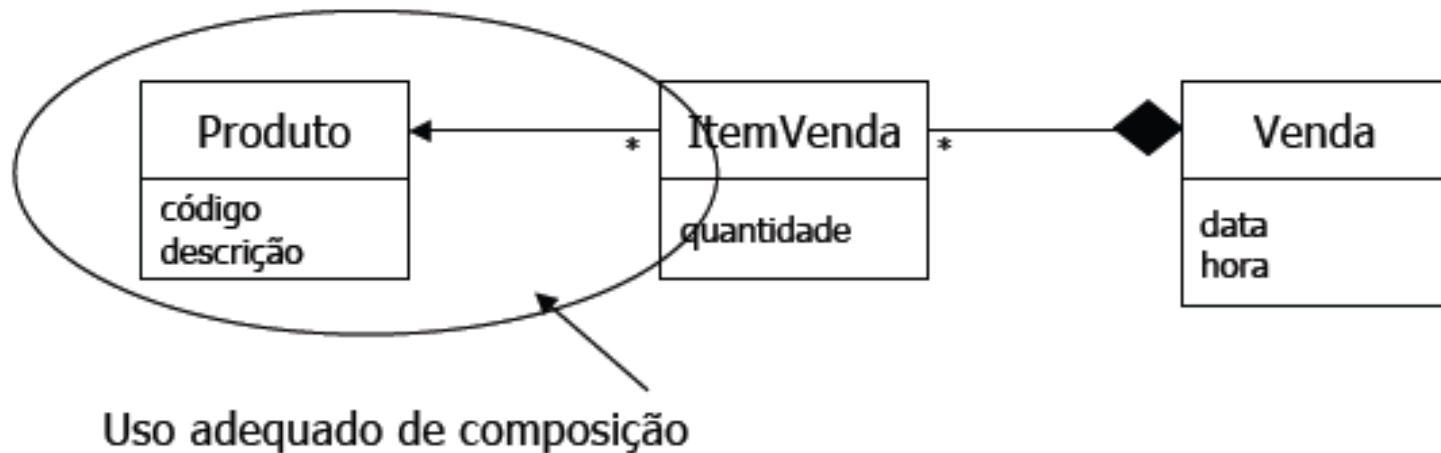 Produto
código
descrição
*
ItemVenda
quantidade
*
Venda
data
hora
Uso adequado de composição